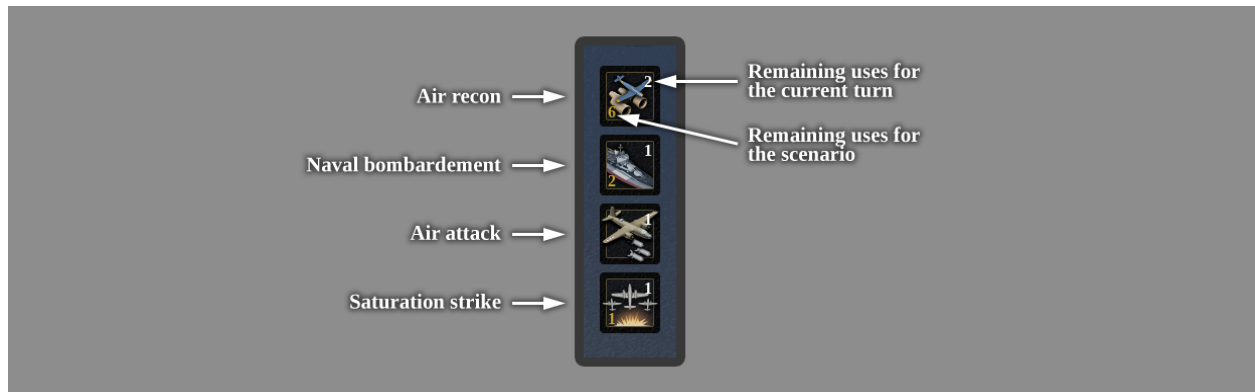 Air recon
2
6
Remaining uses for
the current turn
Remaining uses for
the scenario
Naval bombardement
1
2
Air attack
1
Saturation strike
1
1